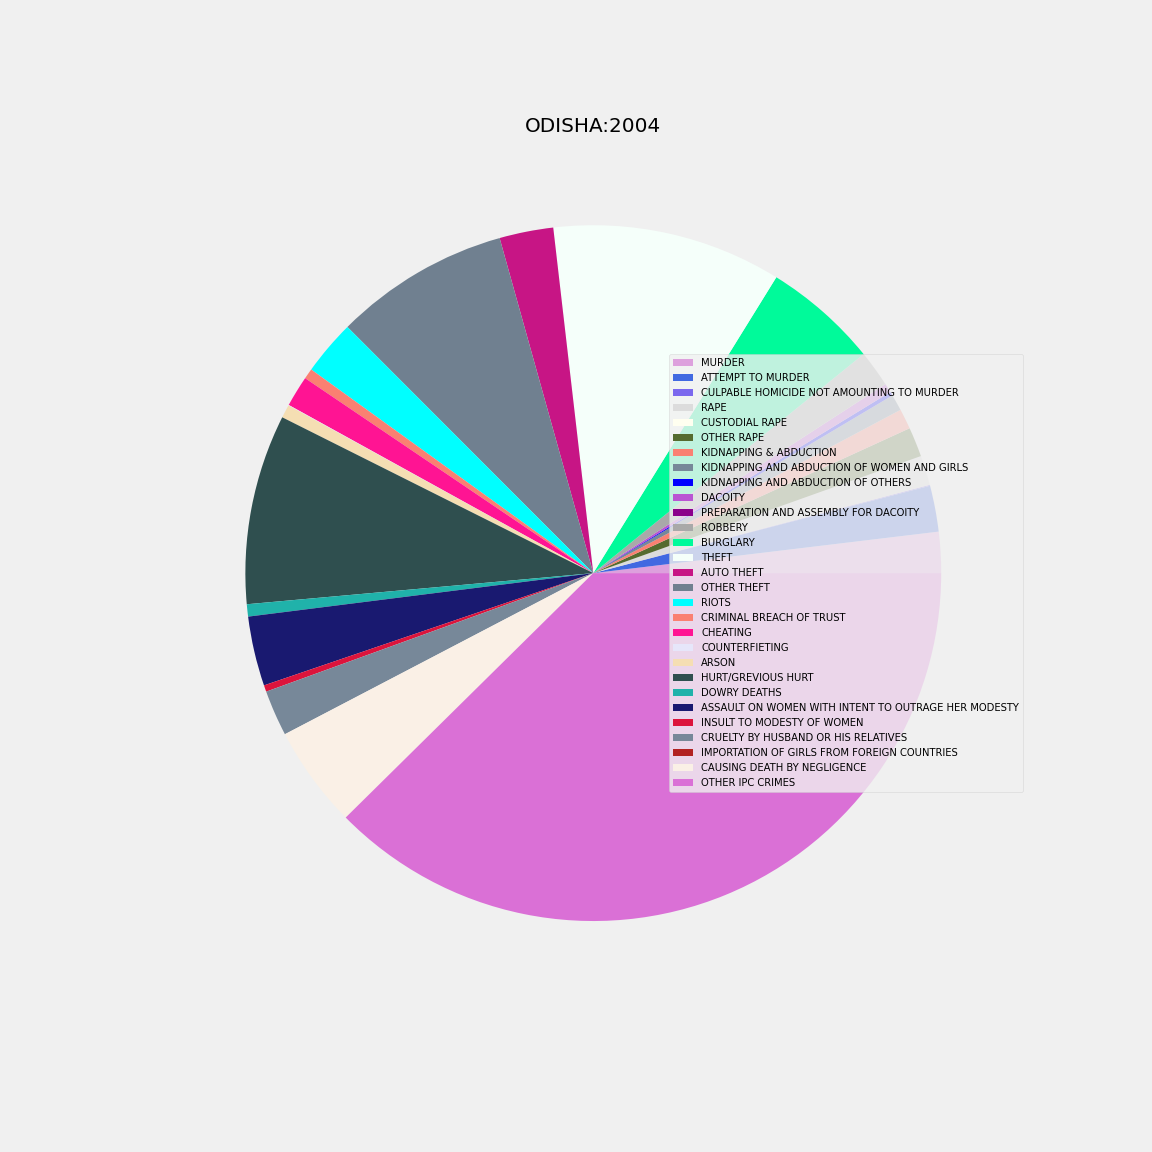 ODISHA:2004
MURDER
ATTEMPT TO MURDER
CULPABLE HOMICIDE NOT AMOUNTING TO MURDER
RAPE
CUSTODIAL RAPE
OTHER RAPE
KIDNAPPING & ABDUCTION
KIDNAPPING AND ABDUCTION OF WOMEN AND GIRLS
KIDNAPPING AND ABDUCTION OF OTHERS
DACOITY
PREPARATION AND ASSEMBLY FOR DACOITY
ROBBERY
BURGLARY
THEFT
AUTO THEFT
OTHER THEFT
RIOTS
CRIMINAL BREACH OF TRUST
CHEATING
COUNTERFIETING
ARSON
HURT/GREVIOUS HURT
DOWRY DEATHS
ASSAULT ON WOMEN WITH INTENT TO OUTRAGE HER MODESTY
INSULT TO MODESTY OF WOMEN
CRUELTY BY HUSBAND OR HIS RELATIVES
IMPORTATION OF GIRLS FROM FOREIGN COUNTRIES
CAUSING DEATH BY NEGLIGENCE
OTHER IPC CRIMES